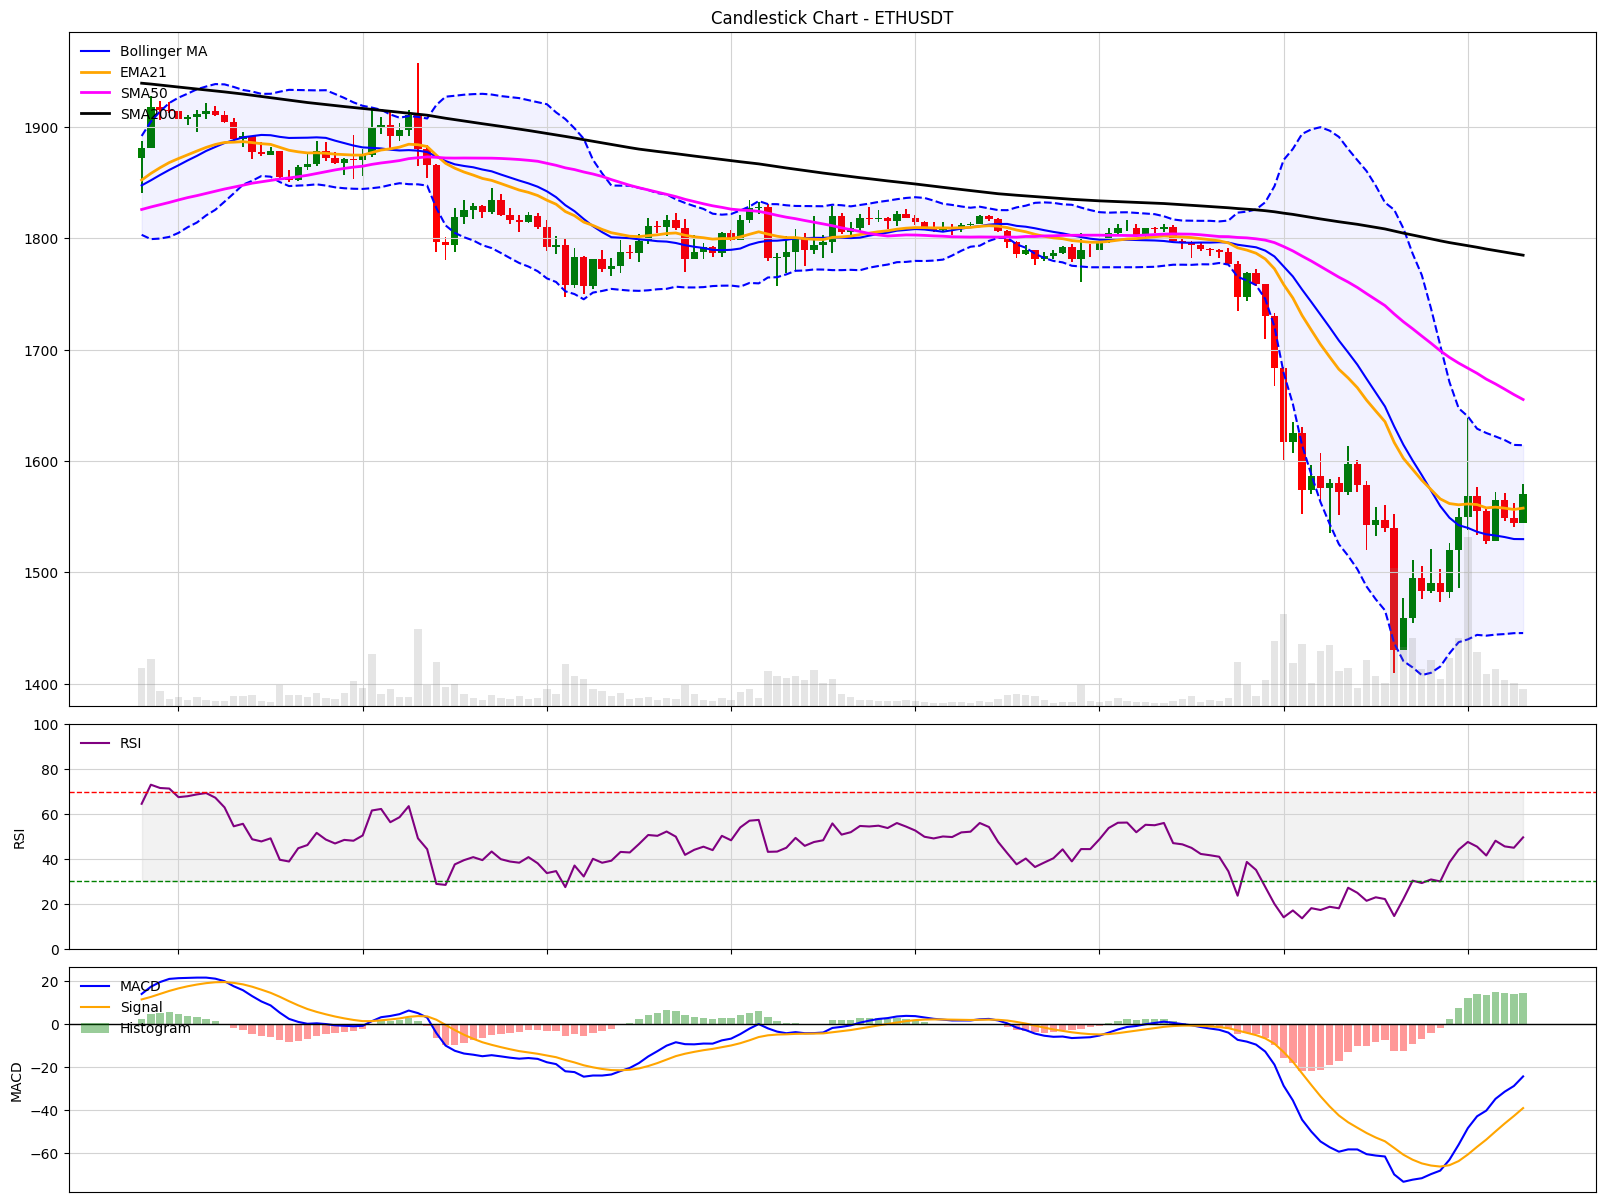 Candlestick Chart - ETHUSDT
Bollinger MA
EMA21
SMA50
SMA200
1900
1800
1700
1600
1500
1400
RSI
100
80
60
40
20
0
RSI
MACD
Signal
Histogram
20
0
−20
−40
−60
MACD